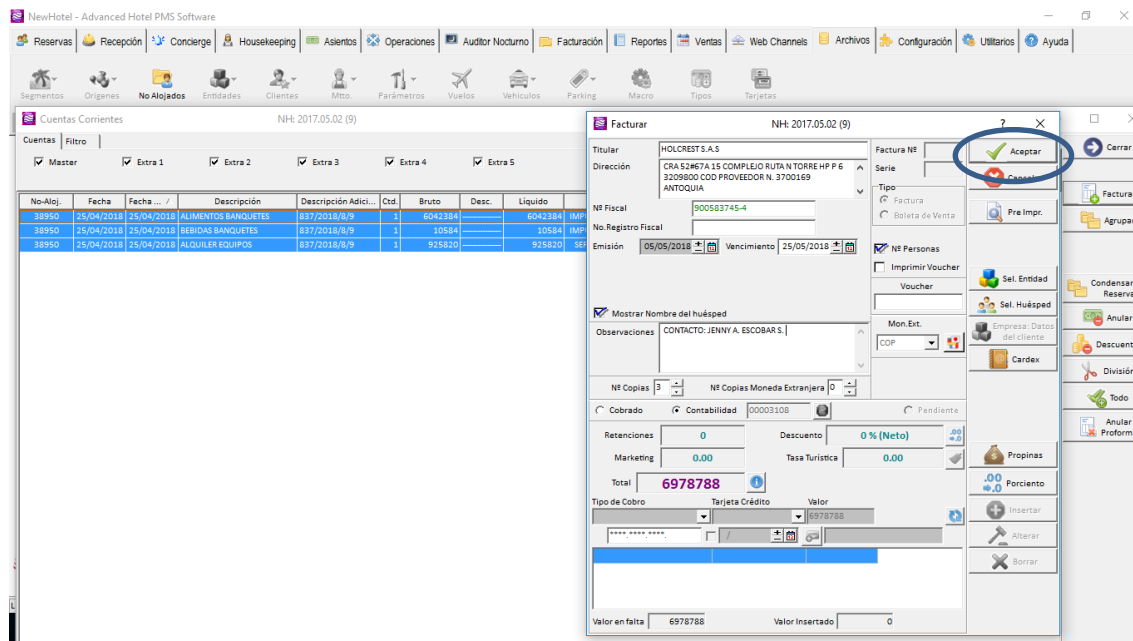 NewHotel - Advanced Hotel PMS Software
Reservas Recepción Concierge Housekeeping Asientos Operaciones Auditor Nocturno Facturación Reportes Ventas Web Channels Archivos Configuración Utilitarios Ayuda
Segmentos Orígenes No Alojados Entidades Clientes Mtto. Parámetros Vuelos Vehiculos Parking Macro Tipos Tarjetas
Cuentas Corrientes NH: 2017.05.02 (9)
Cuentas Filtro
Master Extra 1 Extra 2 Extra 3 Extra 4 Extra 5
No-Aloj. Fecha Fecha ... / Descripción Descripción Adici... Ctd. Bruto Desc. Liquido
38950 25/04/2018 25/04/2018 ALIMENTOS BANQUETES 837/2018/8/9 1 6042384 6042384 IMP
38950 25/04/2018 25/04/2018 BEBIDAS BANQUETES 837/2018/8/9 1 10584 10584 IMP
38950 25/04/2018 25/04/2018 ALQUILER EQUIPOS 837/2018/8/9 1 925820 925820 SEF
Facturar NH: 2017.05.02 (9) ?
Titular HOLCREST S.A.S
Dirección CRA 52#67A 15 COMPLEJO RUTA N TORRE HP P 6
3209800 COD PROVEEDOR N. 3700169
ANTOQUIA
Nº Fiscal 900583745-4
No.Registro Fiscal
Emisión 05/05/2018 Vencimiento 25/05/2018
Mostrar Nombre del huésped
Observaciones CONTACTO: JENNY A. ESCOBAR S.
Nº Copias 3 Nº Copias Moneda Extranjera 0
Factura Nº
Serie
Tipo
Factura
Boleta de Venta
Nº Personas
Imprimir Voucher
Voucher
Mon.Ext.
COP
Cobrado Contabilidad 00003108 Pendiente
Retenciones 0 Descuento 0 % (Neto)
Marketing 0.00 Tasa Turística 0.00
Total 6978788
Tipo de Cobro Tarjeta Crédito Valor
6978788
****.****.****. /
Valor en falta 6978788 Valor Insertado 0
Aceptar
Cancelar
Pre Impr.
Sel. Entidad
Sel. Huésped
Empresa: Datos
del cliente
Cardex
Propinas
Porciento
Insertar
Alterar
Borrar
Cerrar
Factura
Agrupa
Condensar
Reserva
Anular
Descuent
División
Todo
Anular
Proform